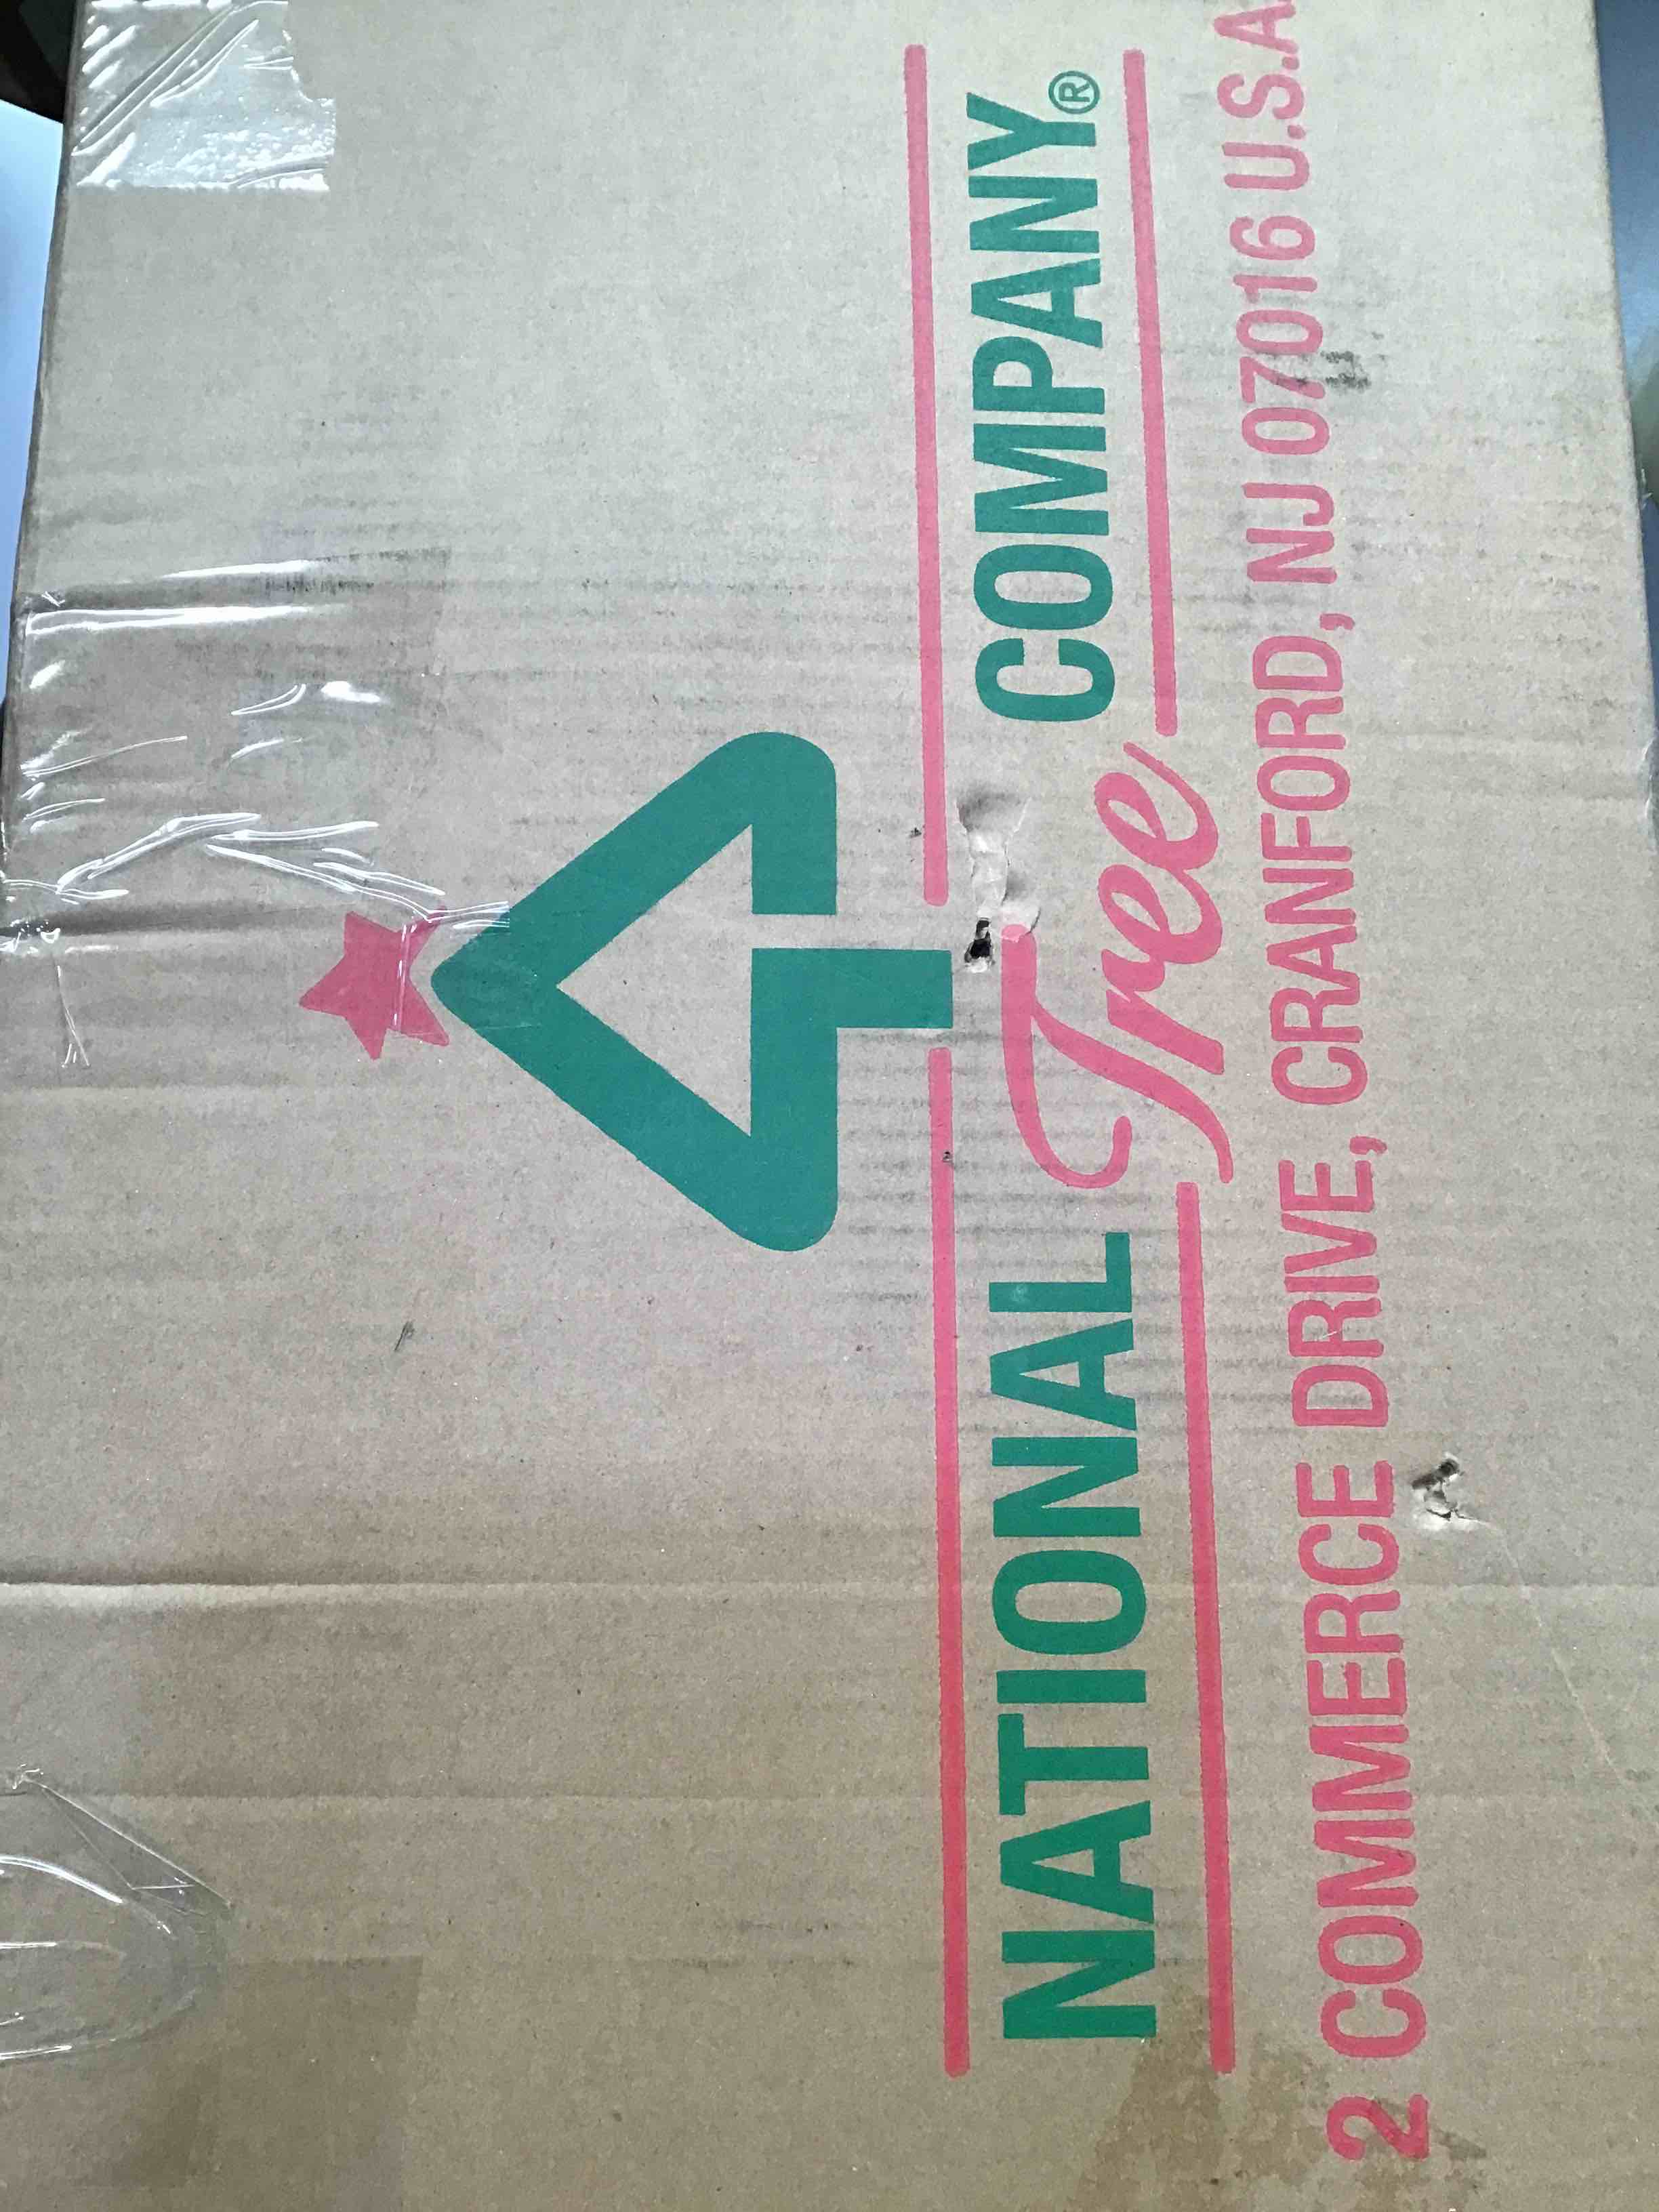 NATIONAL Tree COMPANY®
2 COMMERCE DRIVE, CRANFORD, NJ 07016 U.S.A